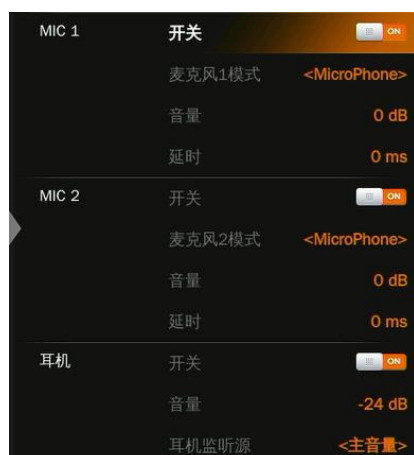 MIC 1 开关 ON
麦克风1模式 <MicroPhone>
音量 0 dB
延时 0 ms
MIC 2 开关 ON
麦克风2模式 <MicroPhone>
音量 0 dB
延时 0 ms
耳机 开关 ON
音量 -24 dB
耳机监听源 <主音量>